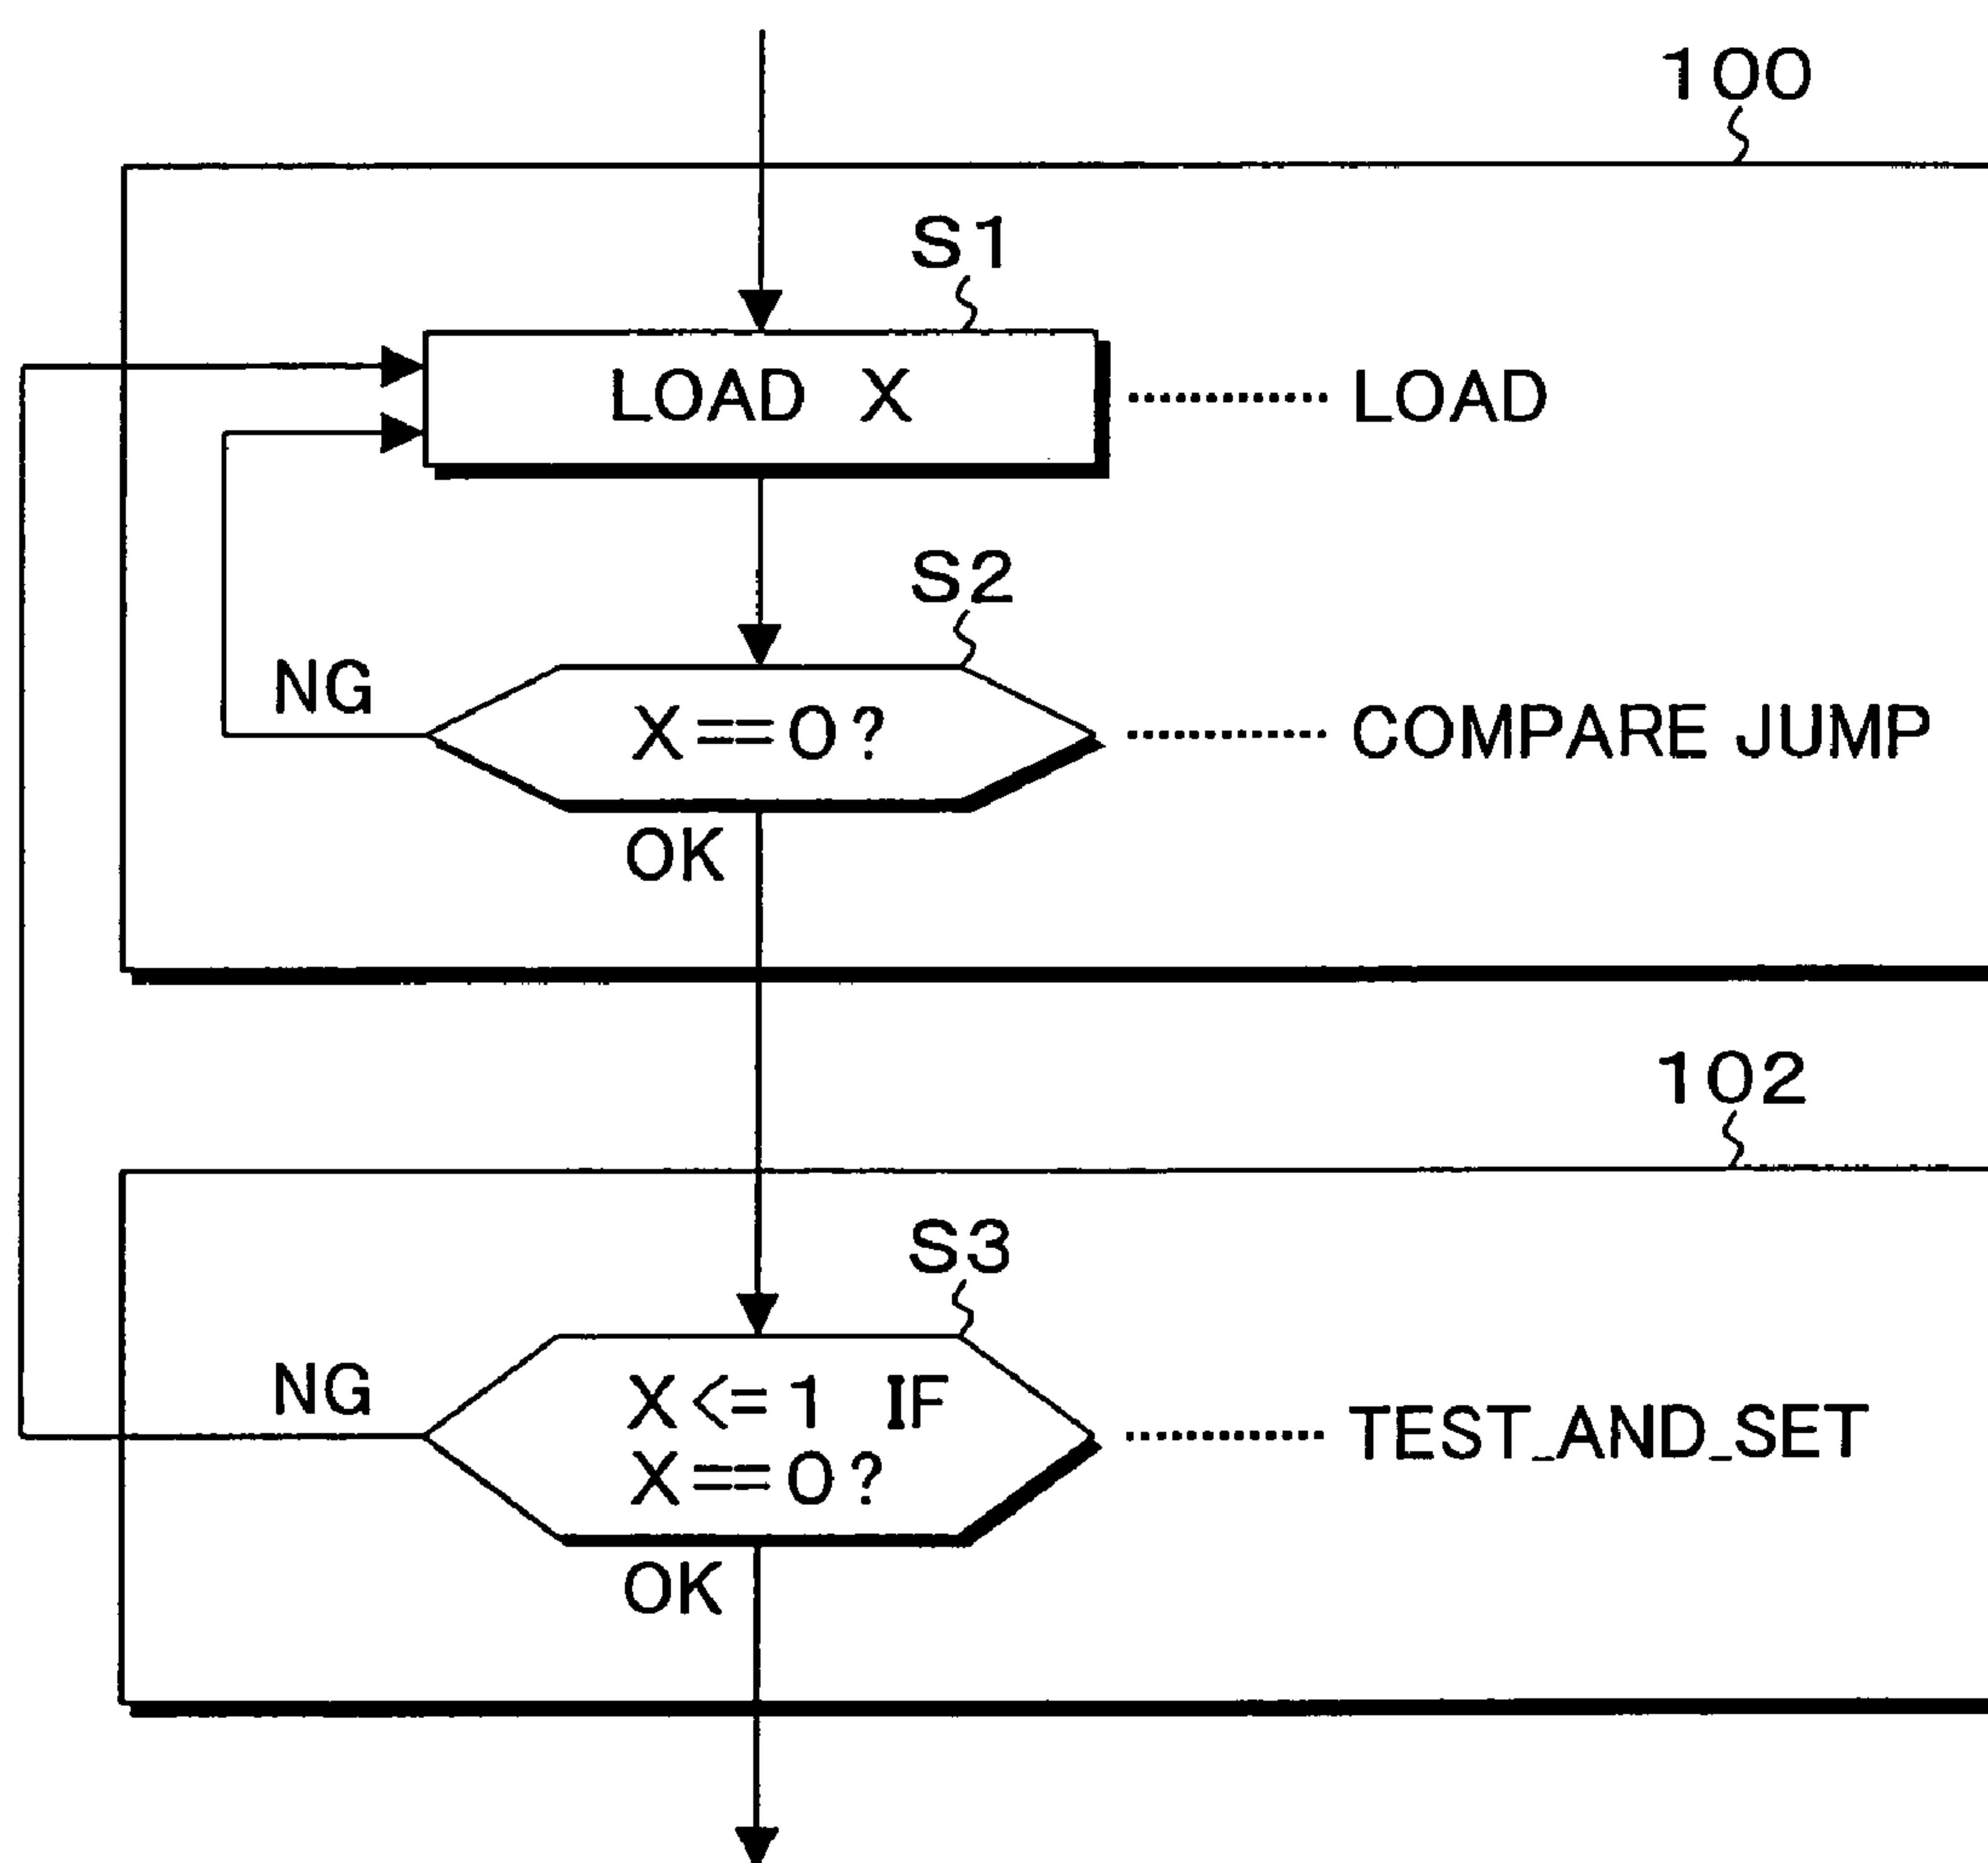 100
S1
LOAD X
LOAD
S2
NG
X==0?
COMPARE JUMP
OK
102
S3
NG
X<=1 IF
X==0?
TEST_AND_SET
OK